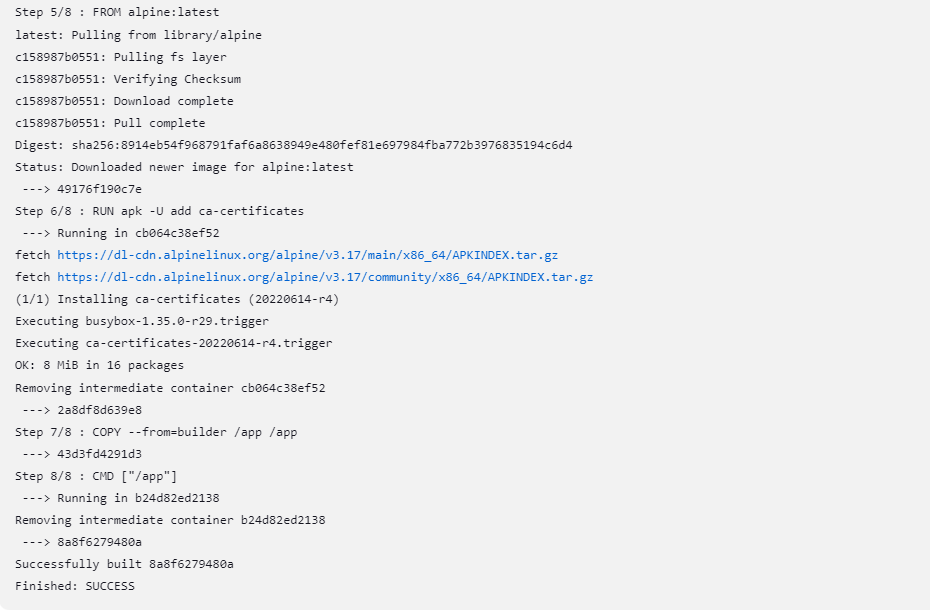 Step 5/8 : FROM alpine:latest
latest: Pulling from library/alpine
c158987b0551: Pulling fs layer
c158987b0551: Verifying Checksum
c158987b0551: Download complete
c158987b0551: Pull complete
Digest: sha256:8914eb54f968791faf6a8638949e480fef81e697984fba772b3976835194c6d4
Status: Downloaded newer image for alpine:latest
---> 49176f190c7e
Step 6/8 : RUN apk -U add ca-certificates
---> Running in cb064c38ef52
fetch https://dl-cdn.alpinelinux.org/alpine/v3.17/main/x86_64/APKINDEX.tar.gz
fetch https://dl-cdn.alpinelinux.org/alpine/v3.17/community/x86_64/APKINDEX.tar.gz
(1/1) Installing ca-certificates (20220614-r4)
Executing busybox-1.35.0-r29.trigger
Executing ca-certificates-20220614-r4.trigger
OK: 8 MiB in 16 packages
Removing intermediate container cb064c38ef52
---> 2a8df8d639e8
Step 7/8 : COPY --from=builder /app /app
---> 43d3fd4291d3
Step 8/8 : CMD ["/app"]
---> Running in b24d82ed2138
Removing intermediate container b24d82ed2138
---> 8a8f6279480a
Successfully built 8a8f6279480a
Finished: SUCCESS